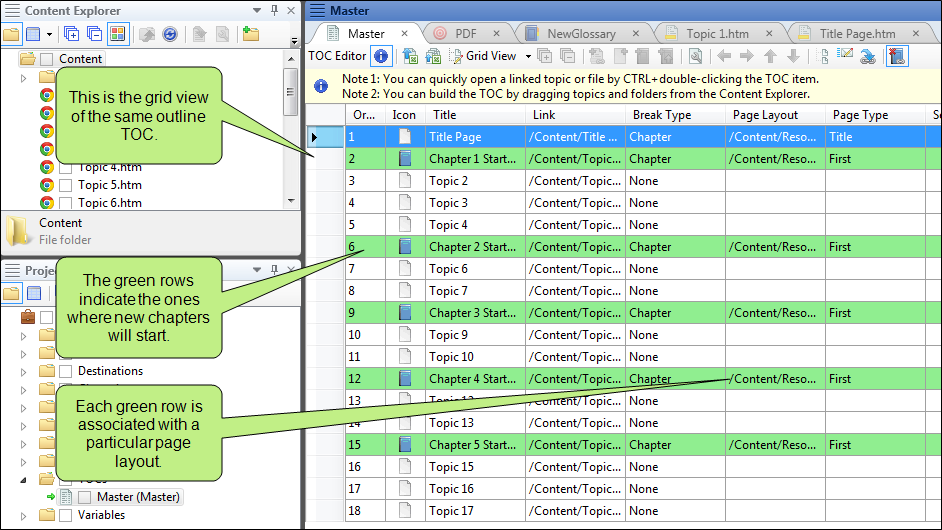 Content Explorer
Content
Topic 4.htm
Topic 5.htm
Topic 6.htm
Content
File folder
This is the grid view
of the same outline
TOC.
The green rows
indicate the ones
where new chapters
will start.
Destinations
Each green row is
associated with a
particular page
layout.
Master (Master)
Variables
Master
Master
PDF
NewGlossary
Topic 1.htm
Title Page.htm
TOC Editor
Grid View
Note 1: You can quickly open a linked topic or file by CTRL+double-clicking the TOC item.
Note 2: You can build the TOC by dragging topics and folders from the Content Explorer.
Or... Icon Title Link Break Type Page Layout Page Type
1 Title Page /Content/Title ... Chapter /Content/Reso... Title
2 Chapter 1 Start... /Content/Topic... Chapter /Content/Reso... First
3 Topic 2 /Content/Topic... None
4 Topic 3 /Content/Topic... None
5 Topic 4 /Content/Topic... None
6 Chapter 2 Start... /Content/Topic... Chapter /Content/Reso... First
7 Topic 6 /Content/Topic... None
8 Topic 7 /Content/Topic... None
9 Chapter 3 Start... /Content/Topic... Chapter /Content/Reso... First
10 Topic 9 /Content/Topic... None
11 Topic 10 /Content/Topic... None
12 Chapter 4 Start... /Content/Topic... Chapter /Content/Reso... First
13 Topic 12 /Content/Topic... None
14 Topic 13 /Content/Topic... None
15 Chapter 5 Start... /Content/Topic... Chapter /Content/Reso... First
16 Topic 15 /Content/Topic... None
17 Topic 16 /Content/Topic... None
18 Topic 17 /Content/Topic... None